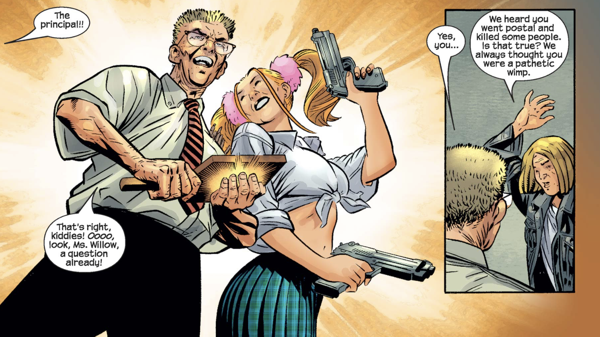 The
principal!!!
That's right,
kiddies! Oooo,
look, Ms. Willow,
a question
already!
Yes,
you...
We heard you
went postal and
killed some people.
Is that true? We
always thought you
were a pathetic
wimp.